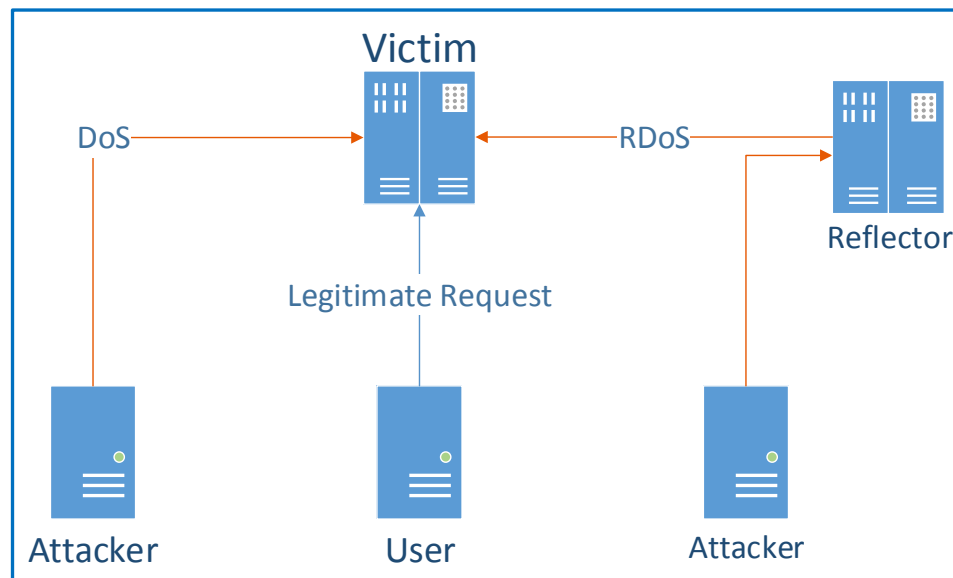 Victim
DoS
RDoS
Reflector
Legitimate Request
Attacker
User
Attacker